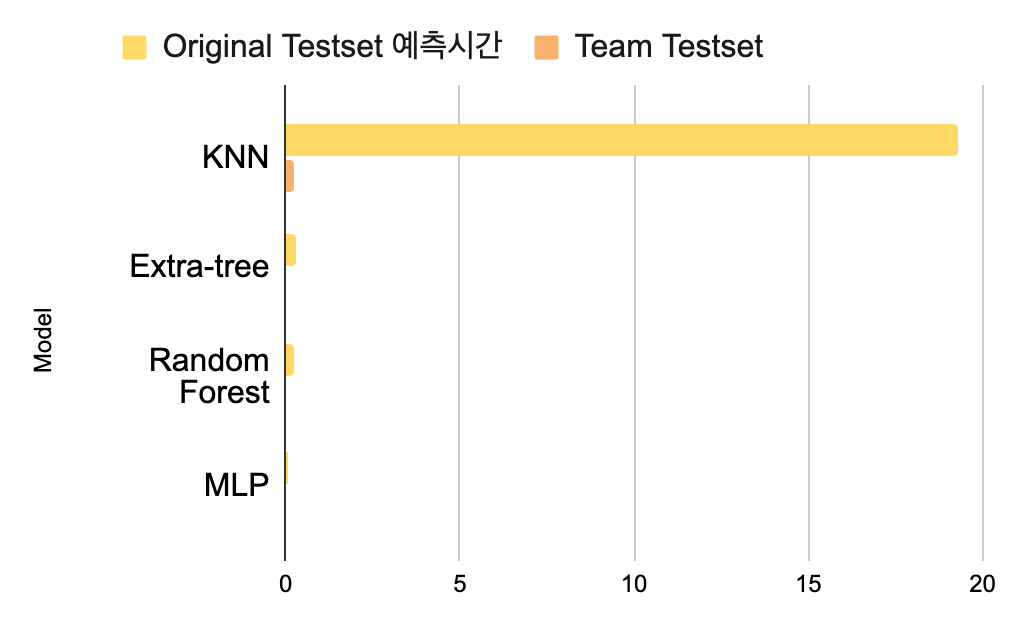 Original Testset 예측시간 Team Testset
KNN
Extra-tree
Random
Forest
MLP
Model
0 5 10 15 20